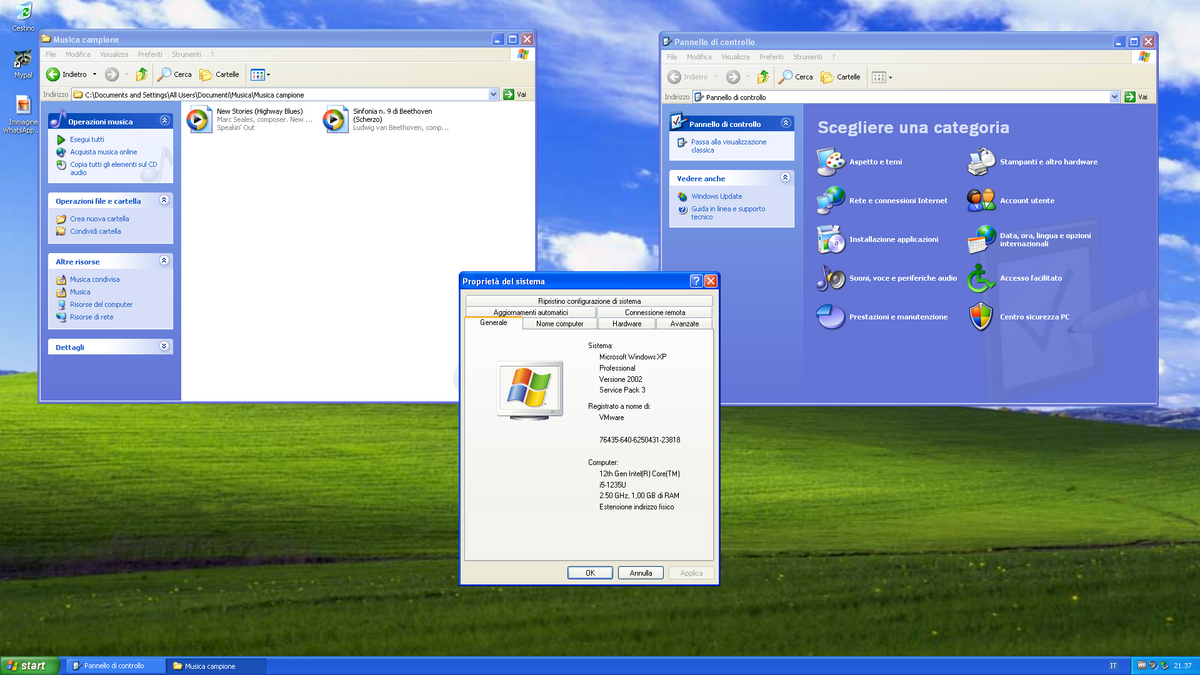 Cestino
Mypal
Immagine
WhatsApp ...
Musica campione
File Modifica Visualizza Preferiti Strumenti ?
Indietro Cerca Cartelle
Indirizzo C:\Documents and Settings\All Users\Documenti\Musica\Musica campione Vai
Operazioni musica
Esegui tutti
Acquista musica online
Copia tutti gli elementi sul CD
audio
Operazioni file e cartella
Crea nuova cartella
Condividi cartella
Altre risorse
Musica condivisa
Musica
Risorse del computer
Risorse di rete
Dettagli
New Stories (Highway Blues)
Marc Seales, composer. New ...
Speakin' Out
Sinfonia n. 9 di Beethoven
(Scherzo)
Ludwig van Beethoven, comp...
Pannello di controllo
File Modifica Visualizza Preferiti Strumenti ?
Indietro Cerca Cartelle
Indirizzo Pannello di controllo Vai
Pannello di controllo
Passa alla visualizzazione
classica
Vedere anche
Windows Update
Guida in linea e supporto
tecnico
Scegliere una categoria
Aspetto e temi
Stampanti e altro hardware
Rete e connessioni Internet
Account utente
Installazione applicazioni
Data, ora, lingua e opzioni
internazionali
Suoni, voce e periferiche audio
Accesso facilitato
Prestazioni e manutenzione
Centro sicurezza PC
Proprietà del sistema
Ripristino configurazione di sistema
Aggiornamenti automatici Connessione remota
Generale Nome computer Hardware Avanzate
Sistema:
Microsoft Windows XP
Professional
Versione 2002
Service Pack 3
Registrato a nome di:
VMware
76435-640-6250431-23818
Computer:
12th Gen Intel(R) Core(TM)
i5-1235U
2.50 GHz, 1,00 GB di RAM
Estensione indirizzo fisico
OK Annulla Applica
start Pannello di controllo Musica campione IT 21.37